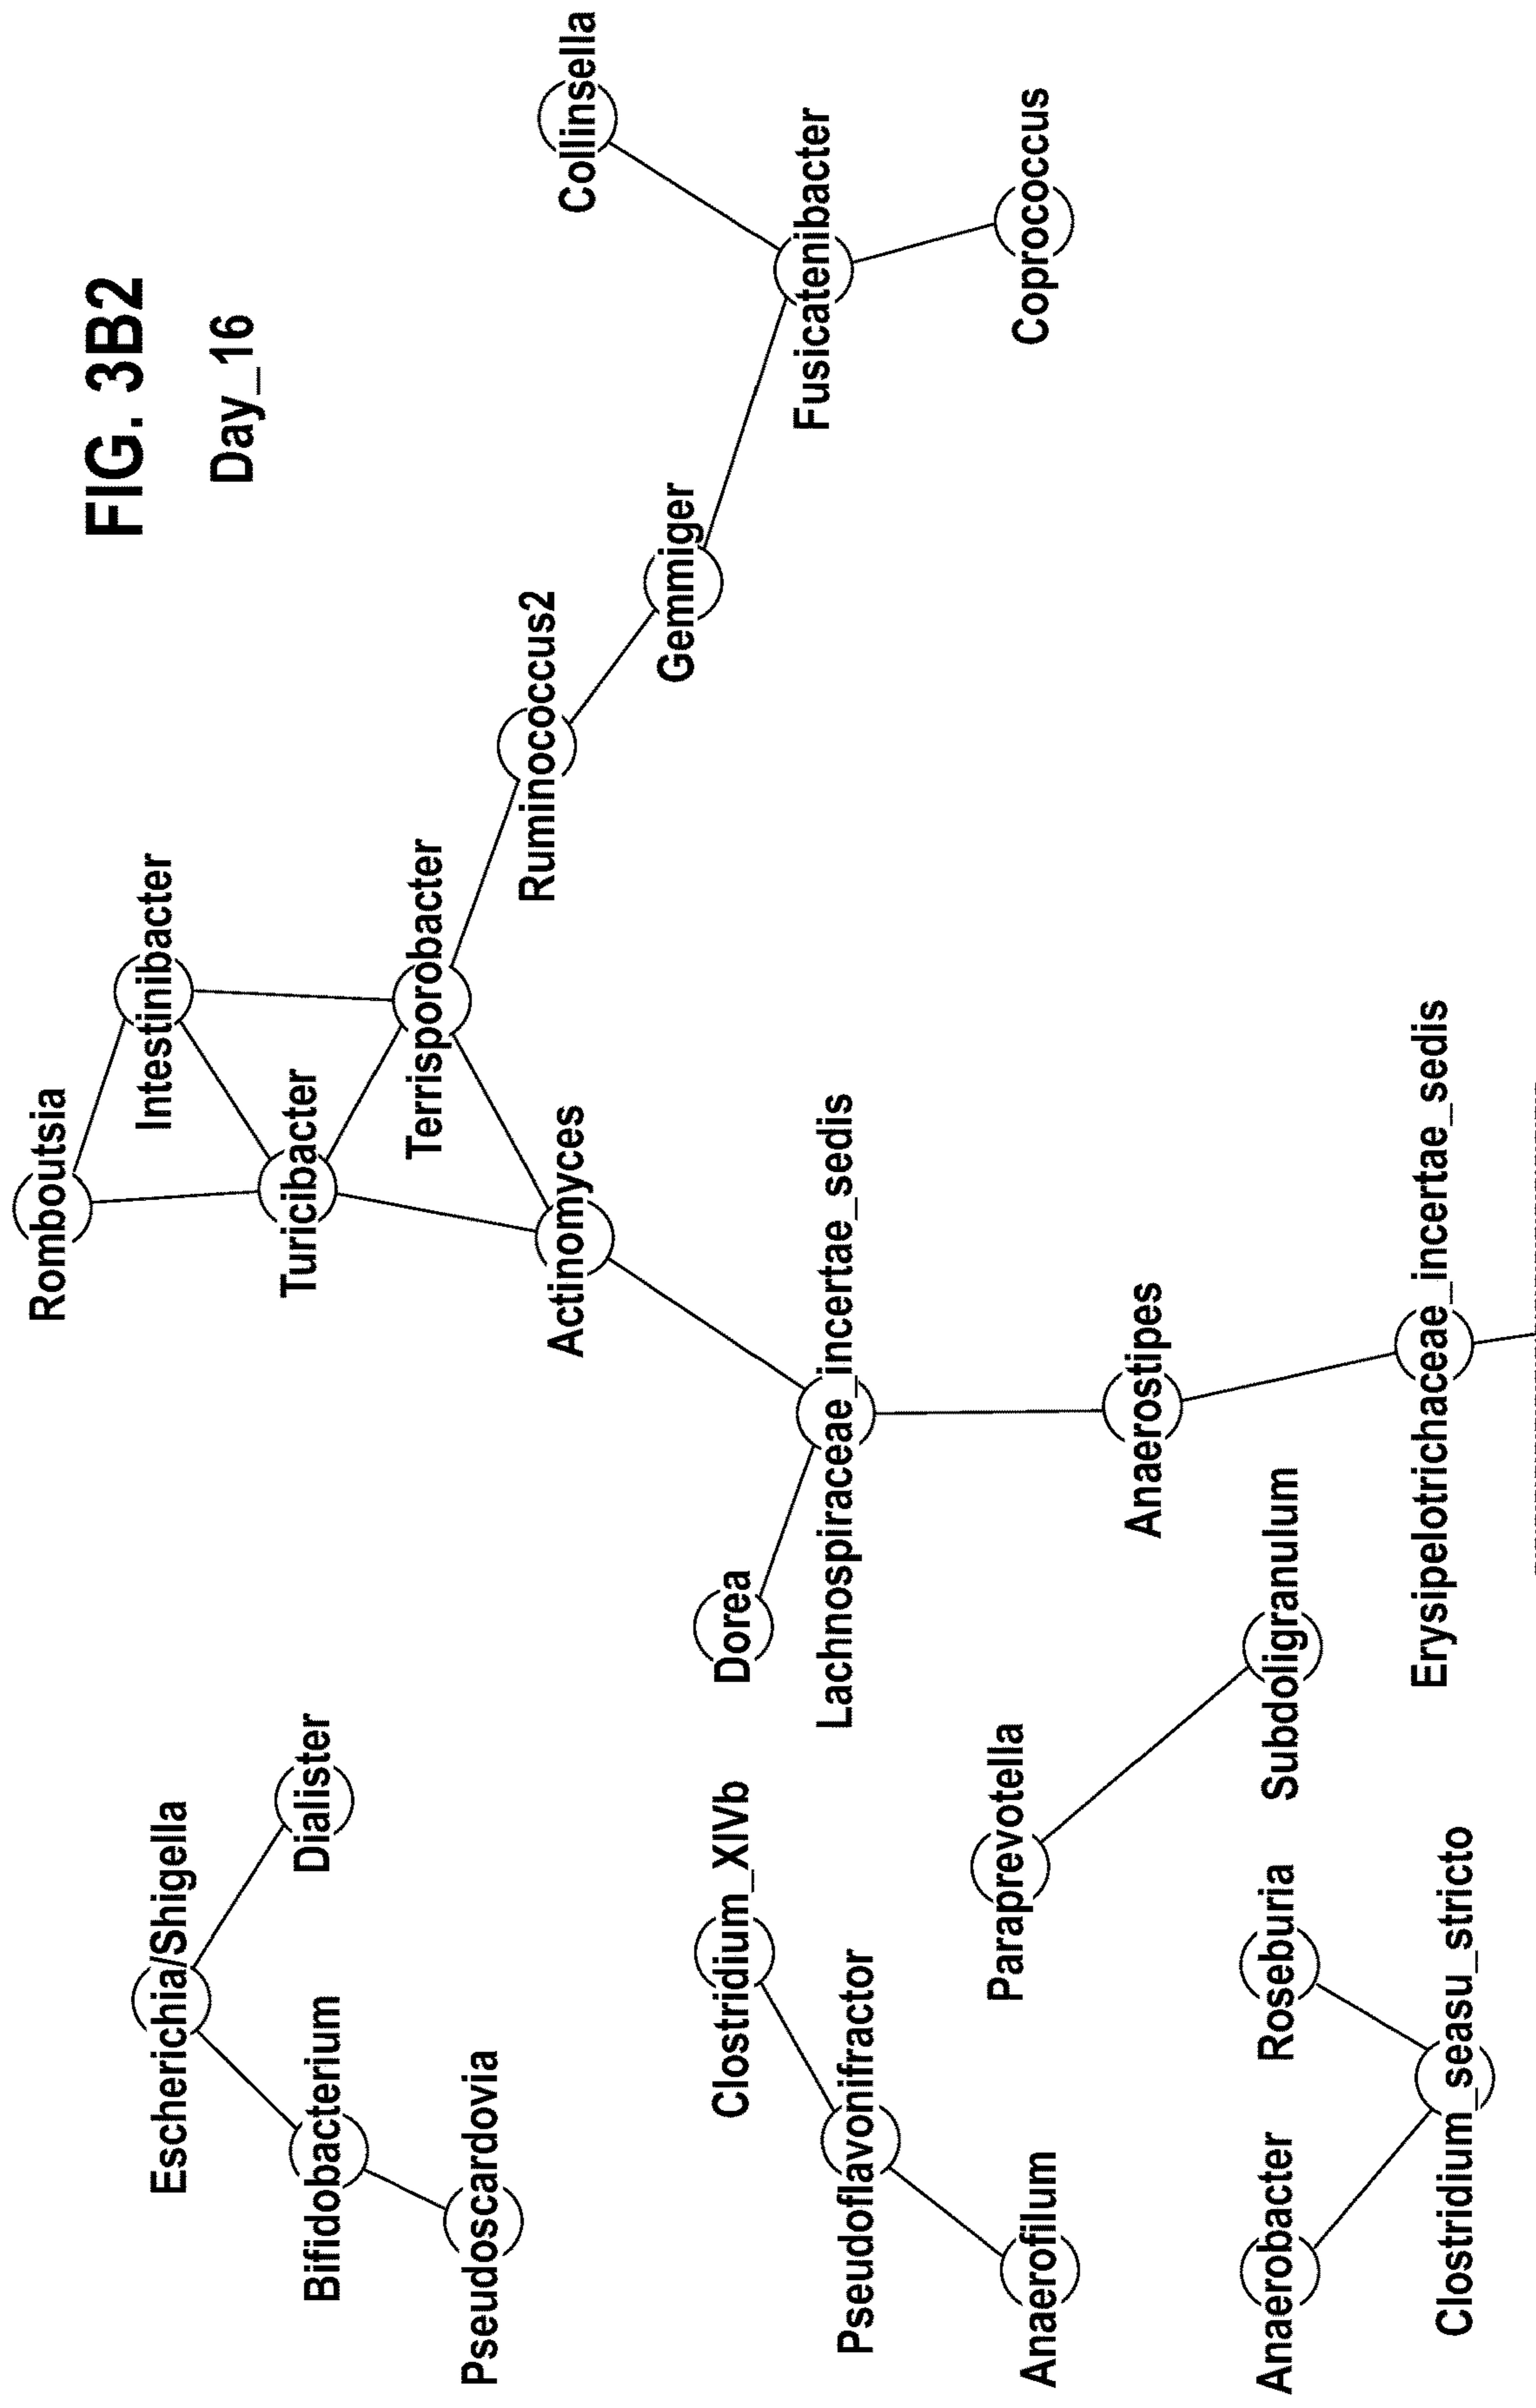 FIG. 3B2
Day_16
Romboutsia
Intestinibacter
Escherichia/Shigella
Turicibacter
Dialister
Bifidobacterium
Terrisporobacter
Pseudoscardovia
Ruminococcus2
Collinsella
Actinomyces
Gemmiger
Dorea
Clostridium_XIVb
Fusicatenibacter
Lachnospiraceae_incertae_sedis
Pseudoflavonifractor
Paraprevotella
Coprococcus
Anaerofilum
Anaerostipes
Subdoligranulum
Roseburia
Anaerobacter
Erysipelotrichaceae_incertae_sedis
Clostridium_seasu_stricto